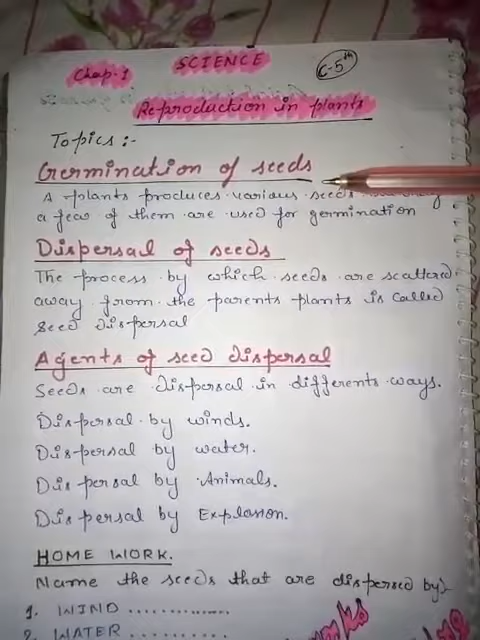 Chap-1 SCIENCE C-5th
Reproduction in plants
Topics:-
Germination of seeds
A plants produces various seeds
a few of them are used for germination
Dispersal of seeds
The process by which seeds are scattered
away from the parents plants is called
seed dispersal
Agents of seed dispersal
Seeds are dispersal in differents ways.
Dispersal by winds.
Dispersal by water.
Dispersal by Animals.
Dispersal by Explosion.
HOME WORK.
Name the seeds that are dispersed by:-
1. WIND ............
2. WATER ............